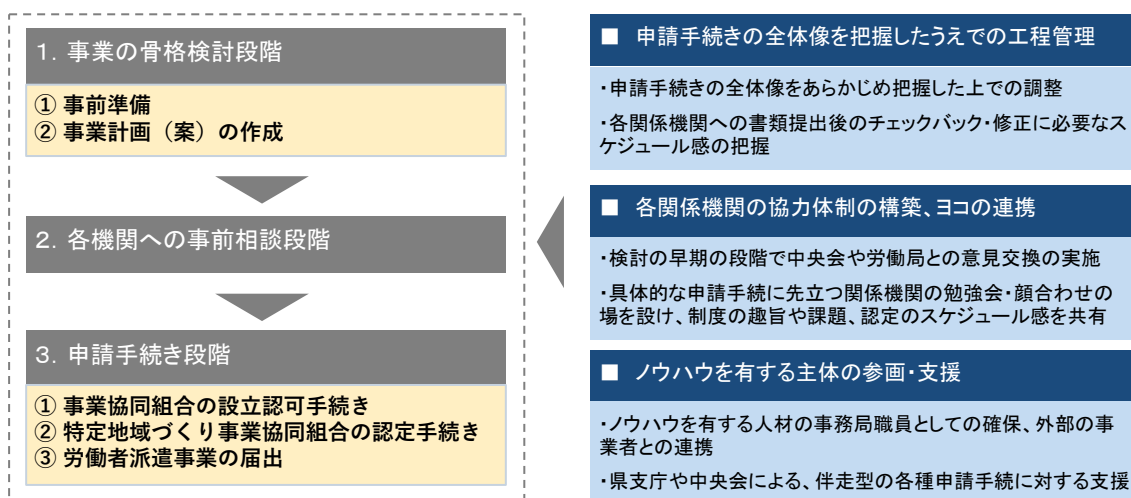 1．事業の骨格検討段階
① 事前準備
② 事業計画（案）の作成
2．各機関への事前相談段階
3．申請手続き段階
① 事業協同組合の設立認可手続き
② 特定地域づくり事業協同組合の認定手続き
③ 労働者派遣事業の届出
■ 申請手続きの全体像を把握したうえでの工程管理
・申請手続きの全体像をあらかじめ把握した上での調整
・各関係機関への書類提出後のチェックバック・修正に必要なス
ケジュール感の把握
■ 各関係機関の協力体制の構築、ヨコの連携
・検討の早期の段階で中央会や労働局との意見交換の実施
・具体的な申請手続に先立つ関係機関の勉強会・顔合わせの
場を設け、制度の趣旨や課題、認定のスケジュール感を共有
■ ノウハウを有する主体の参画・支援
・ノウハウを有する人材の事務局職員としての確保、外部の事
業者との連携
・県支庁や中央会による、伴走型の各種申請手続に対する支援